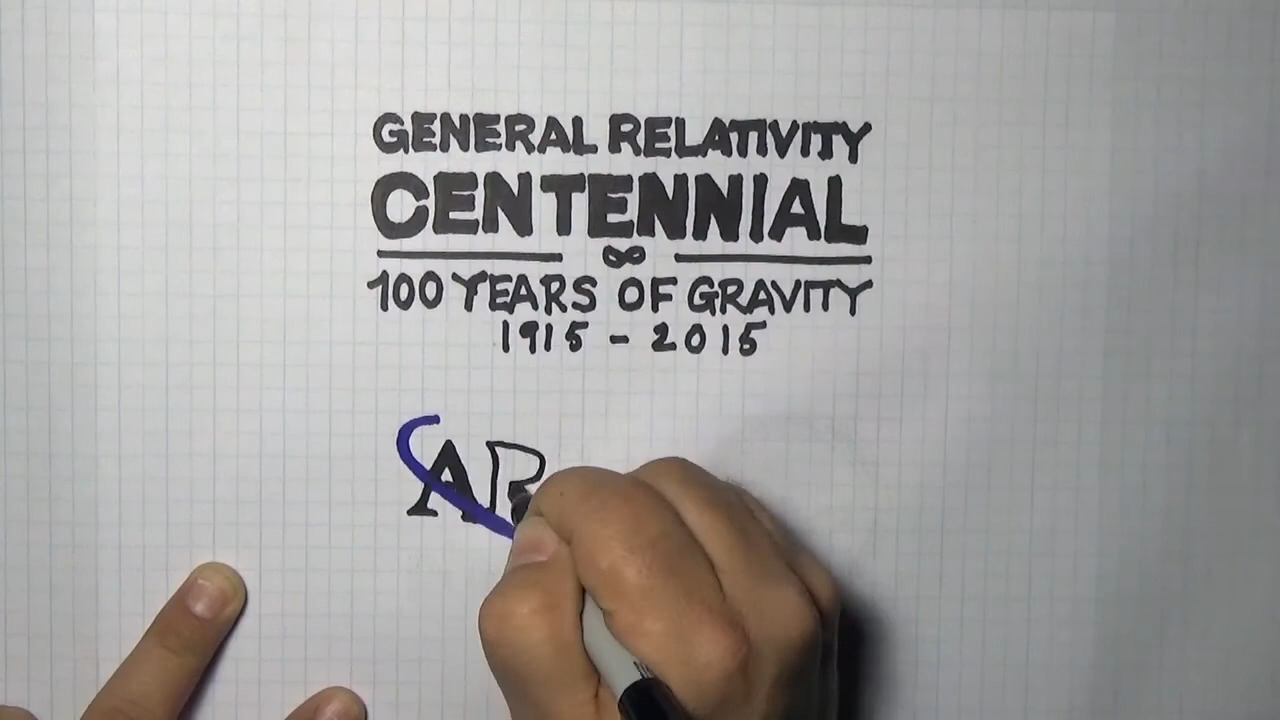 GENERAL RELATIVITY
CENTENNIAL
∞
100 YEARS OF GRAVITY
1915 - 2015